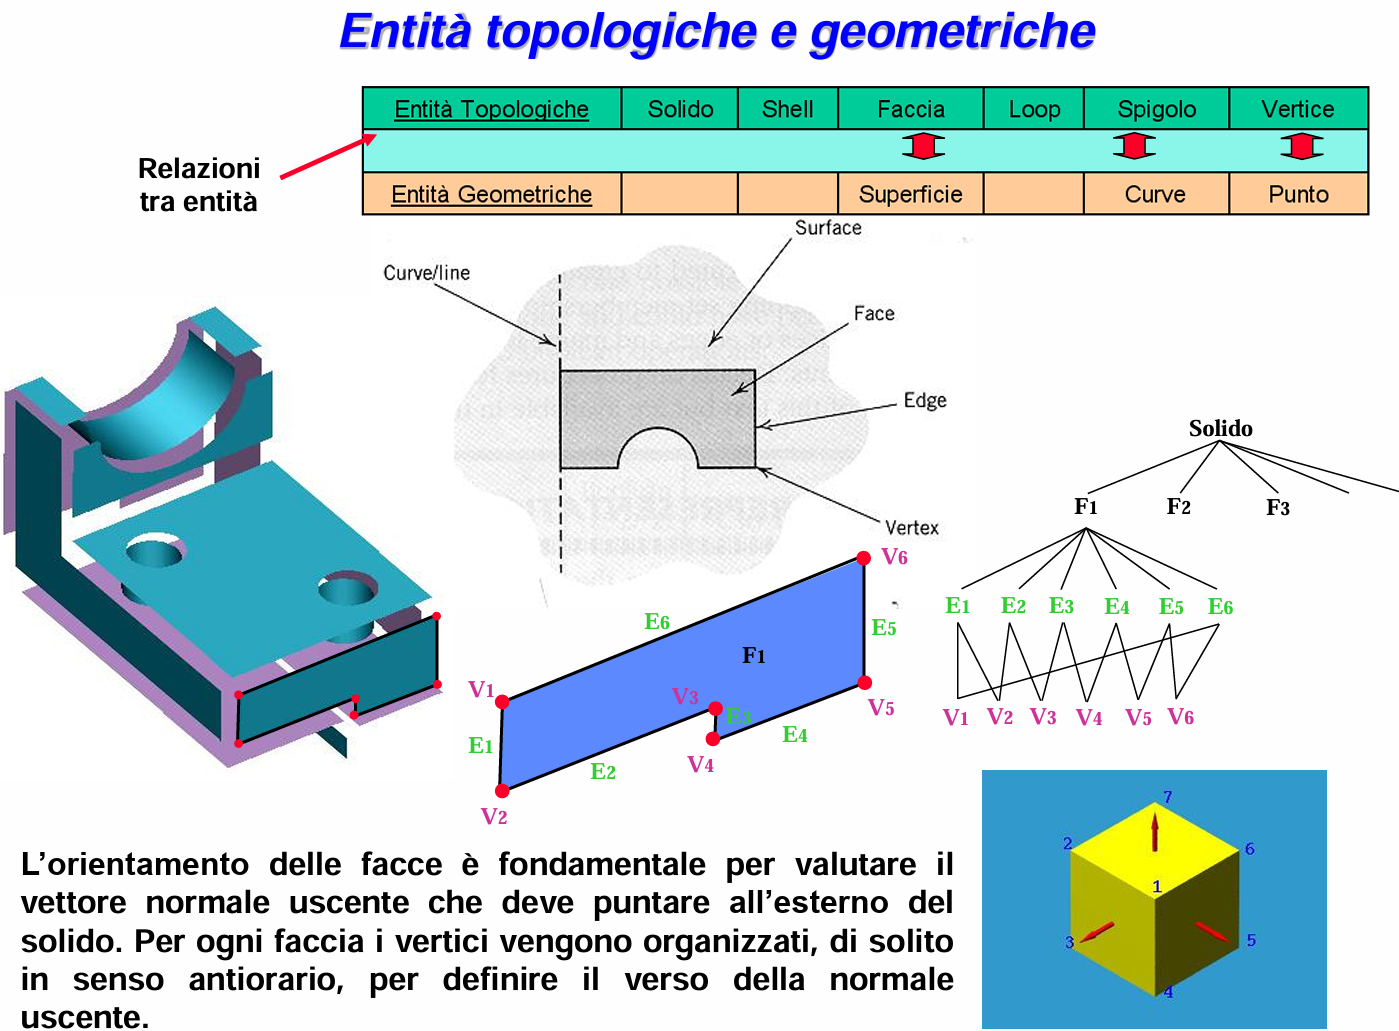 Entità topologiche e geometriche
Entità Topologiche Solido Shell Faccia Loop Spigolo Vertice
Relazioni
tra entità
Entità Geometriche Superficie Curve Punto
Surface
Curve/line
Face
Edge
Vertex
Solido
F1 F2 F3
E1 E2 E3 E4 E5 E6
V1 V2 V3 V4 V5 V6
V6
E6
E5
F1
V1
V3
V5
E3
E1
E4
E2
V4
V2
7
2
6
1
3
5
4
L’orientamento delle facce è fondamentale per valutare il
vettore normale uscente che deve puntare all’esterno del
solido. Per ogni faccia i vertici vengono organizzati, di solito
in senso antiorario, per definire il verso della normale
uscente.